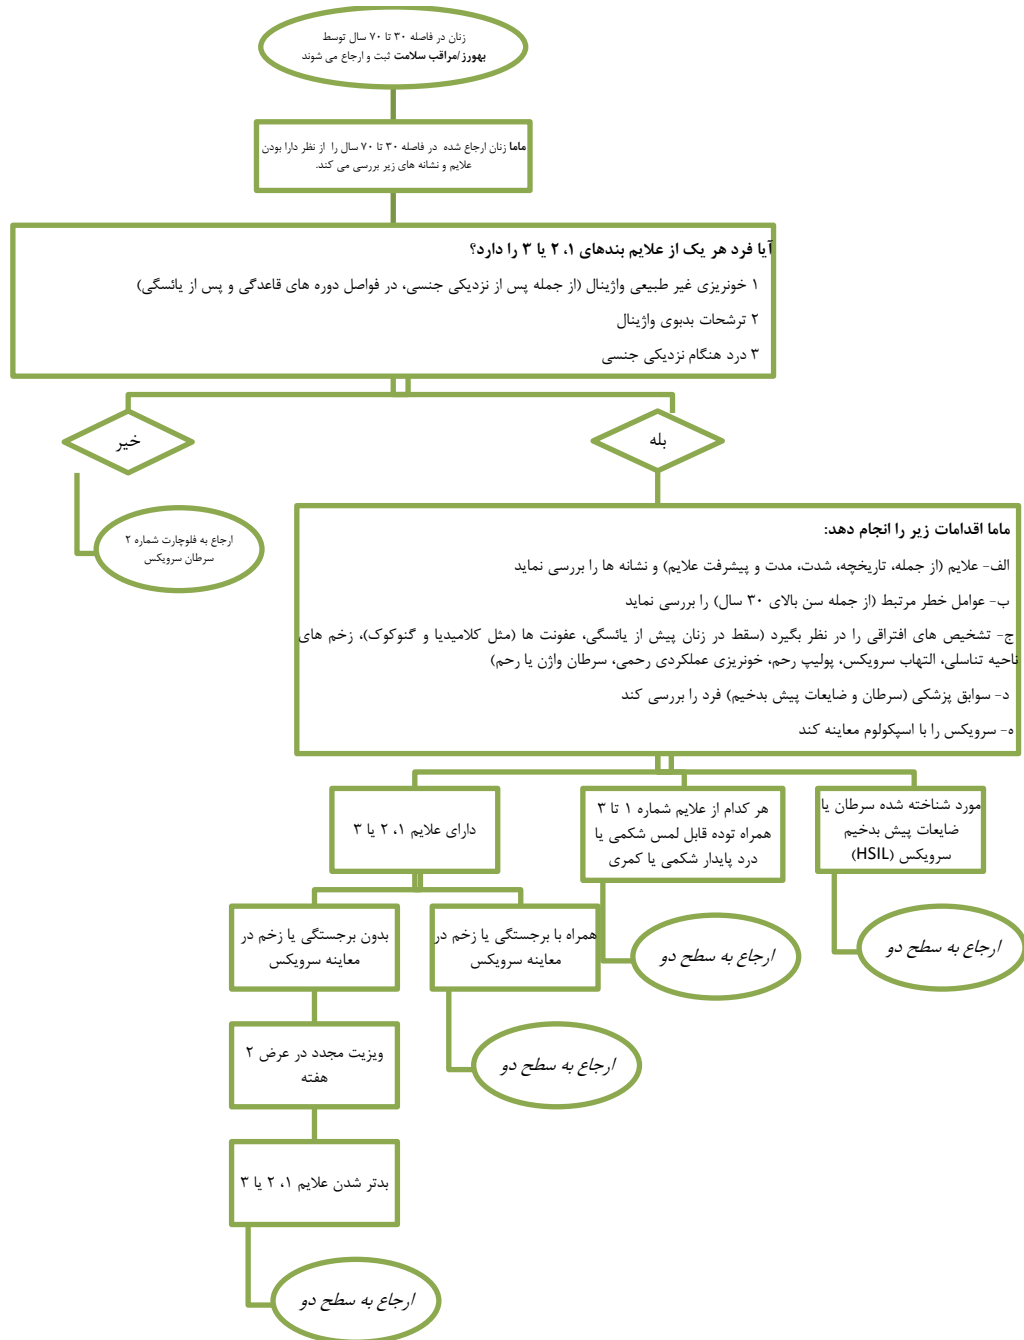 زنان در فاصله ۳۰ تا ۷۰ سال توسط
بهورز/مراقب سلامت ثبت و ارجاع می شوند
ماما زنان ارجاع شده در فاصله ۳۰ تا ۷۰ سال را از نظر دارا بودن
علایم و نشانه های زیر بررسی می کند.
آیا فرد هر یک از علایم بندهای ۱، ۲ یا ۳ را دارد؟
۱ خونریزی غیر طبیعی واژینال (از جمله پس از نزدیکی جنسی، در فواصل دوره های قاعدگی و پس از یائسگی)
۲ ترشحات بدبوی واژینال
۳ درد هنگام نزدیکی جنسی
بله
خیر
ارجاع به فلوچارت شماره ۲
سرطان سرویکس
ماما اقدامات زیر را انجام دهد:
الف- علایم (از جمله، تاریخچه، شدت، مدت و پیشرفت علایم) و نشانه ها را بررسی نماید
ب- عوامل خطر مرتبط (از جمله سن بالای ۳۰ سال) را بررسی نماید
ج- تشخیص های افتراقی را در نظر بگیرد (سقط در زنان پیش از یائسگی، عفونت ها (مثل کلامیدیا و گنوکوک)، زخم های
ناحیه تناسلی، التهاب سرویکس، پولیپ رحم، خونریزی عملکردی رحمی، سرطان واژن یا رحم)
د- سوابق پزشکی (سرطان و ضایعات پیش بدخیم) فرد را بررسی کند
ه- سرویکس را با اسپکولوم معاینه کند
مورد شناخته شده سرطان یا
ضایعات پیش بدخیم
سرویکس (HSIL)
ارجاع به سطح دو
هر کدام از علایم شماره ۱ تا ۳
همراه توده قابل لمس شکمی یا
درد پایدار شکمی یا کمری
ارجاع به سطح دو
دارای علایم ۱، ۲ یا ۳
همراه با برجستگی یا زخم در
معاینه سرویکس
ارجاع به سطح دو
بدون برجستگی یا زخم در
معاینه سرویکس
ویزیت مجدد در عرض ۲
هفته
بدتر شدن علایم ۱، ۲ یا ۳
ارجاع به سطح دو